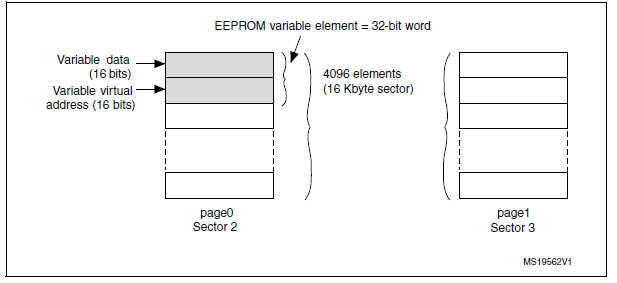 EEPROM variable element = 32-bit word
Variable data
(16 bits)
Variable virtual
address (16 bits)
4096 elements
(16 Kbyte sector)
page0
Sector 2
page1
Sector 3
MS19562V1